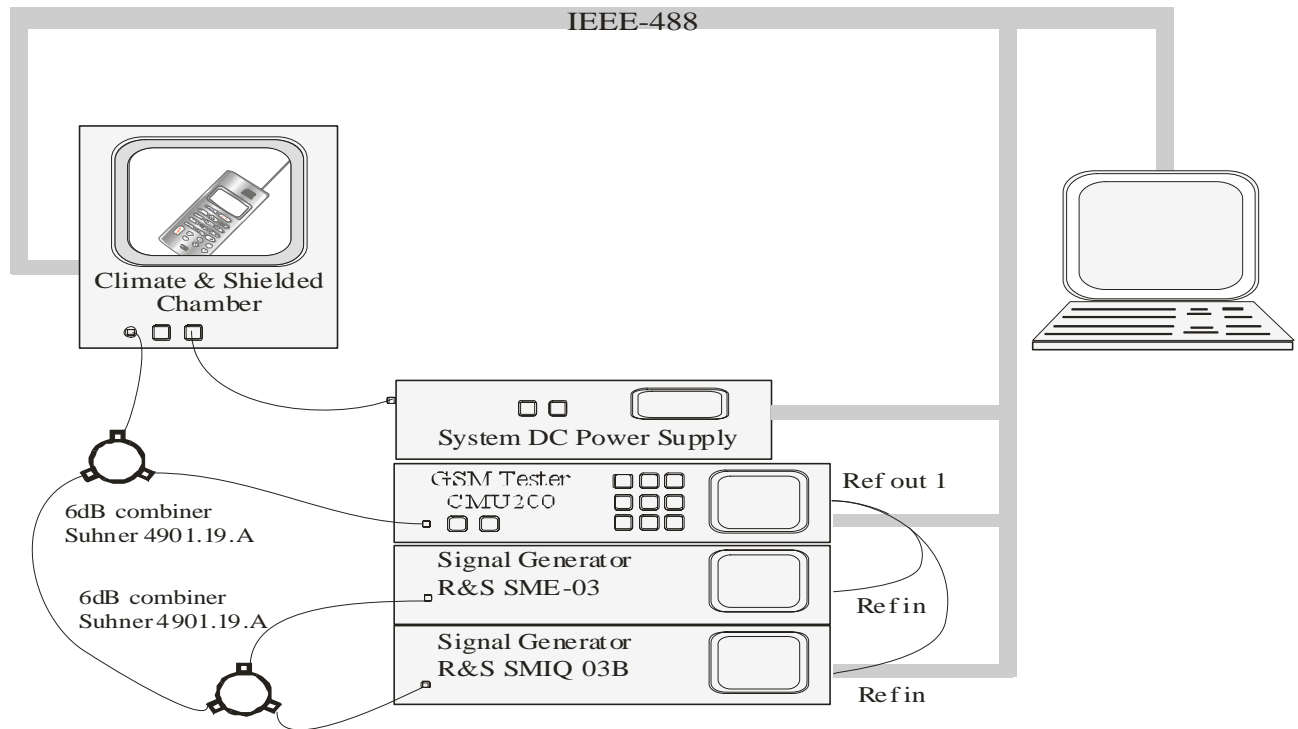 IEEE-488
Climate & Shielded
Chamber
System DC Power Supply
GSM Tester
CMU200
Ref out 1
6dB combiner
Suhner 4901.19.A
Signal Generator
R&S SME-03
Ref in
6dB combiner
Suhner 4901.19.A
Signal Generator
R&S SMIQ 03B
Ref in